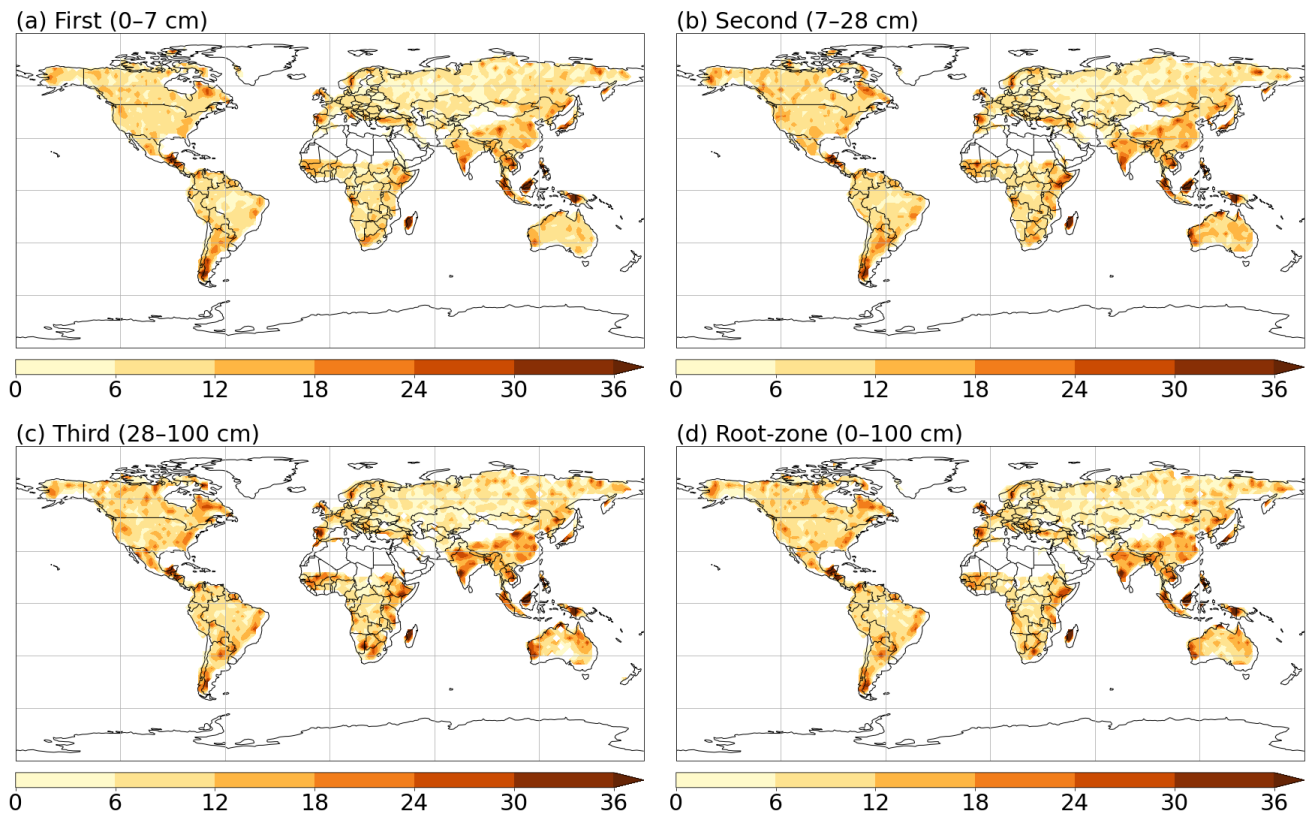 (a) First (0–7 cm)
(b) Second (7–28 cm)
0 6 12 18 24 30 36
0 6 12 18 24 30 36
(c) Third (28–100 cm)
(d) Root-zone (0–100 cm)
0 6 12 18 24 30 36
0 6 12 18 24 30 36